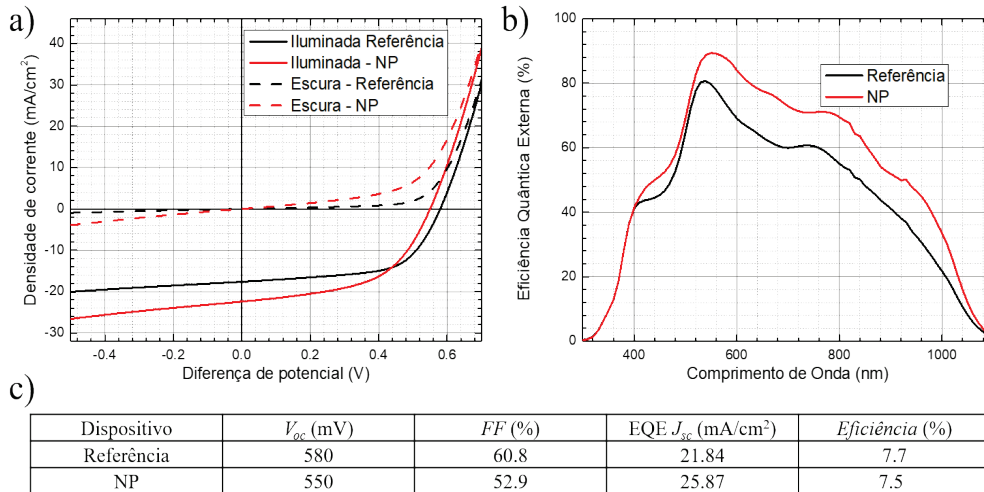 a)
Densidade de corrente (mA/cm²)
40
30
20
10
0
-10
-20
-30
Iluminada Referência
Iluminada - NP
Escura - Referência
Escura - NP
-0.4 -0.2 0.0 0.2 0.4 0.6
Diferença de potencial (V)
b)
Eficiência Quântica Externa (%)
100
80
60
40
20
0
Referência
NP
400 600 800 1000
Comprimento de Onda (nm)
c)
Dispositivo V_oc (mV) FF (%) EQE J_sc (mA/cm²) Eficiência (%)
Referência 580 60.8 21.84 7.7
NP 550 52.9 25.87 7.5